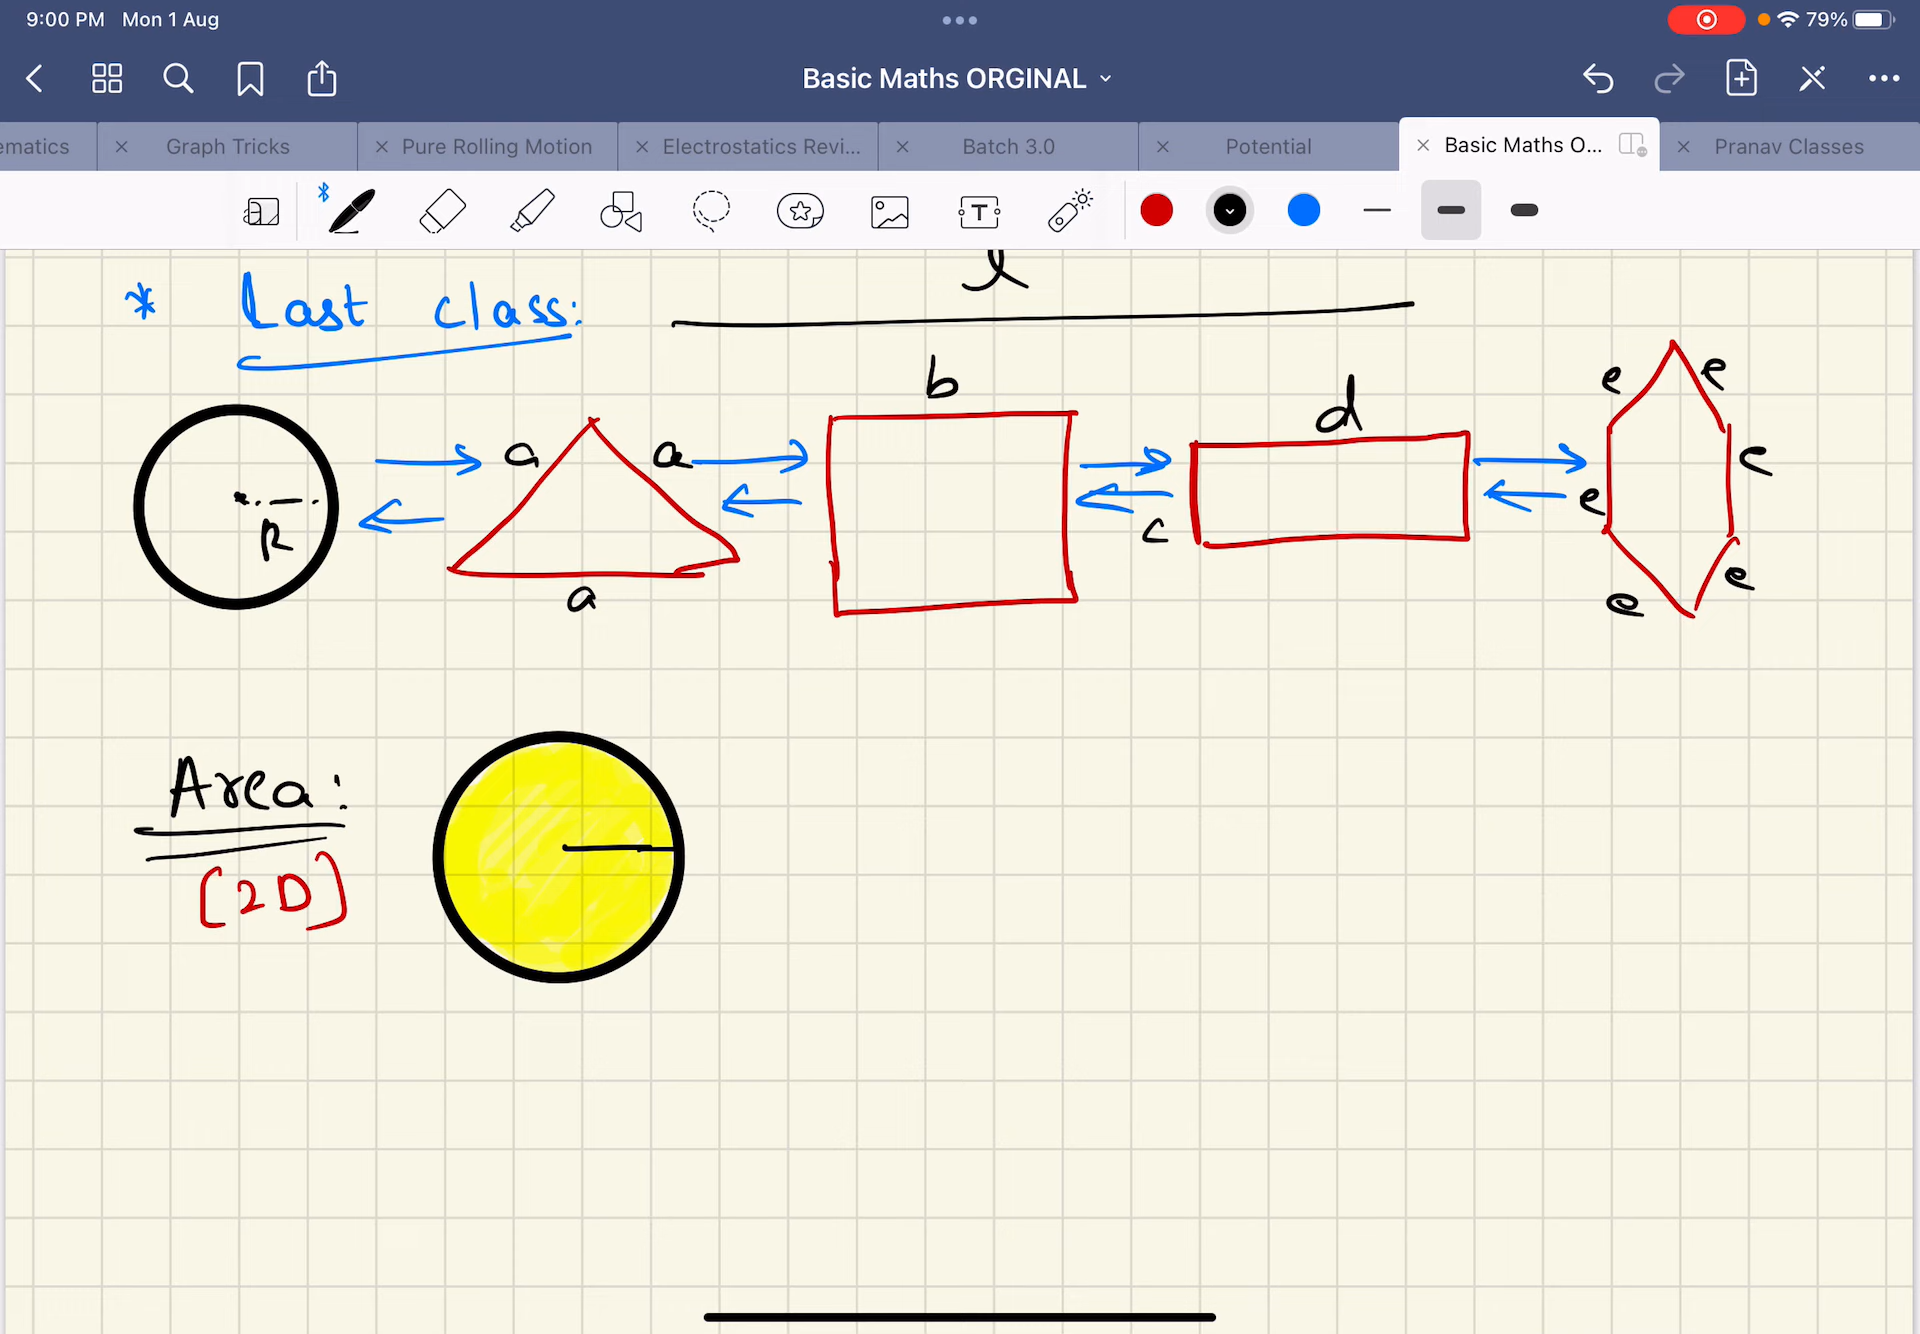 9:00 PM Mon 1 Aug
79%
Basic Maths ORGINAL
ematics
Graph Tricks
Pure Rolling Motion
Electrostatics Revi...
Batch 3.0
Potential
Basic Maths O...
Pranav Classes
T
l
* Last class:
b
d
e e
a a
e
R
c
e
a
e e
Area:
[2D]